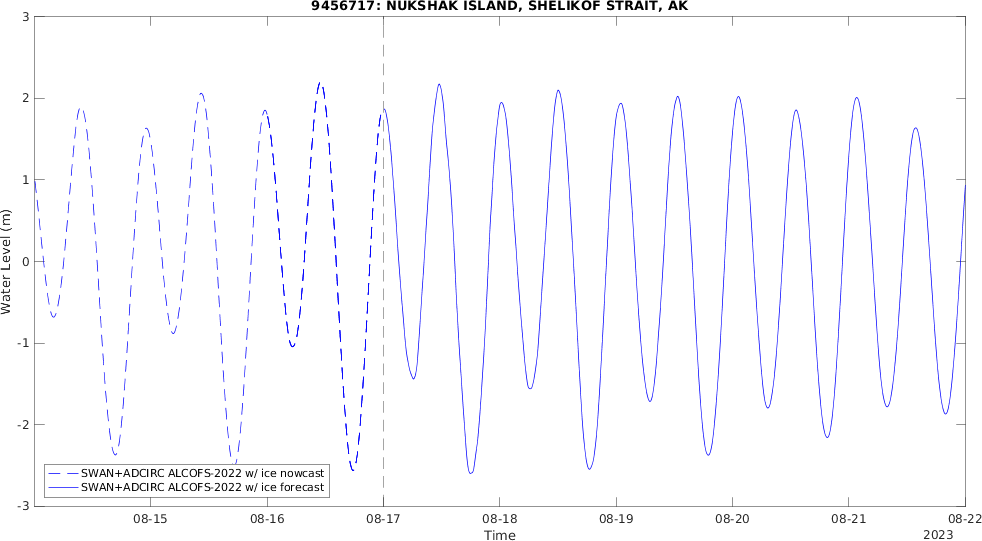 9456717: NUKSHAK ISLAND, SHELIKOF STRAIT, AK
3
2
1
0
-1
-2
-3
Water Level (m)
SWAN+ADCIRC ALCOFS-2022 w/ ice nowcast
SWAN+ADCIRC ALCOFS-2022 w/ ice forecast
08-15 08-16 08-17 08-18 08-19 08-20 08-21 08-22
Time
2023